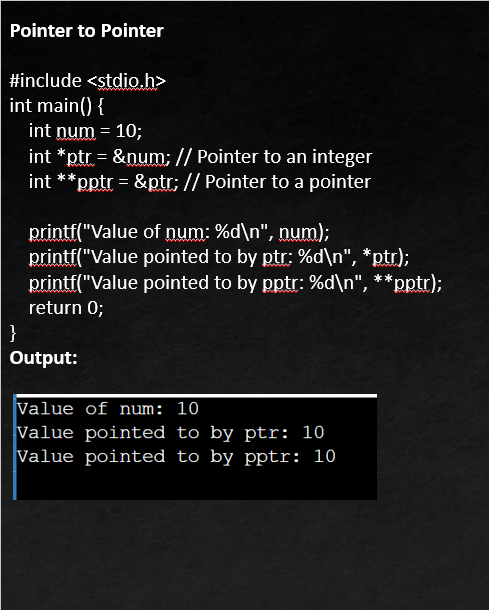 Pointer to Pointer
#include <stdio.h>
int main() {
int num = 10;
int *ptr = &num; // Pointer to an integer
int **pptr = &ptr; // Pointer to a pointer
printf("Value of num: %d\n", num);
printf("Value pointed to by ptr: %d\n", *ptr);
printf("Value pointed to by pptr: %d\n", **pptr);
return 0;
}
Output:
Value of num: 10
Value pointed to by ptr: 10
Value pointed to by pptr: 10